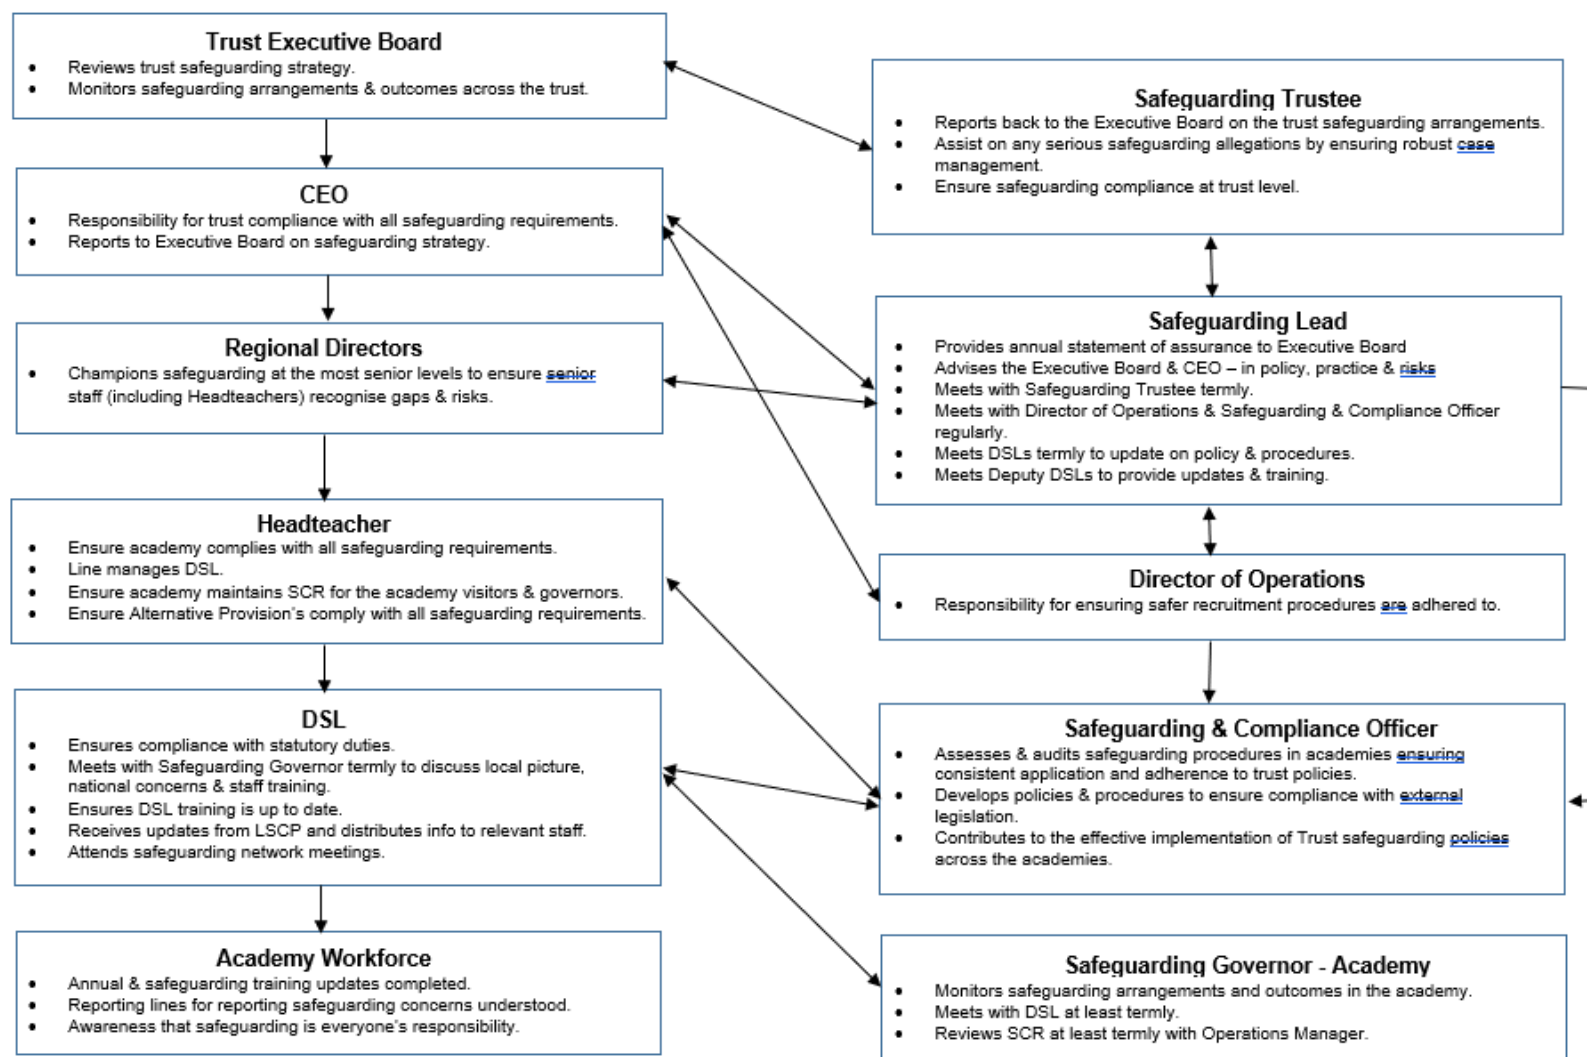 Trust Executive Board
• Reviews trust safeguarding strategy.
• Monitors safeguarding arrangements & outcomes across the trust.
CEO
• Responsibility for trust compliance with all safeguarding requirements.
• Reports to Executive Board on safeguarding strategy.
Regional Directors
• Champions safeguarding at the most senior levels to ensure senior
staff (including Headteachers) recognise gaps & risks.
Headteacher
• Ensure academy complies with all safeguarding requirements.
• Line manages DSL.
• Ensure academy maintains SCR for the academy visitors & governors.
• Ensure Alternative Provision's comply with all safeguarding requirements.
DSL
• Ensures compliance with statutory duties.
• Meets with Safeguarding Governor termly to discuss local picture,
national concerns & staff training.
• Ensures DSL training is up to date.
• Receives updates from LSCP and distributes info to relevant staff.
• Attends safeguarding network meetings.
Academy Workforce
• Annual & safeguarding training updates completed.
• Reporting lines for reporting safeguarding concerns understood.
• Awareness that safeguarding is everyone's responsibility.
Safeguarding Trustee
• Reports back to the Executive Board on the trust safeguarding arrangements.
• Assist on any serious safeguarding allegations by ensuring robust case
management.
• Ensure safeguarding compliance at trust level.
Safeguarding Lead
• Provides annual statement of assurance to Executive Board
• Advises the Executive Board & CEO – in policy, practice & risks
• Meets with Safeguarding Trustee termly.
• Meets with Director of Operations & Safeguarding & Compliance Officer
regularly.
• Meets DSLs termly to update on policy & procedures.
• Meets Deputy DSLs to provide updates & training.
Director of Operations
• Responsibility for ensuring safer recruitment procedures are adhered to.
Safeguarding & Compliance Officer
• Assesses & audits safeguarding procedures in academies ensuring
consistent application and adherence to trust policies.
• Develops policies & procedures to ensure compliance with external
legislation.
• Contributes to the effective implementation of Trust safeguarding policies
across the academies.
Safeguarding Governor - Academy
• Monitors safeguarding arrangements and outcomes in the academy.
• Meets with DSL at least termly.
• Reviews SCR at least termly with Operations Manager.